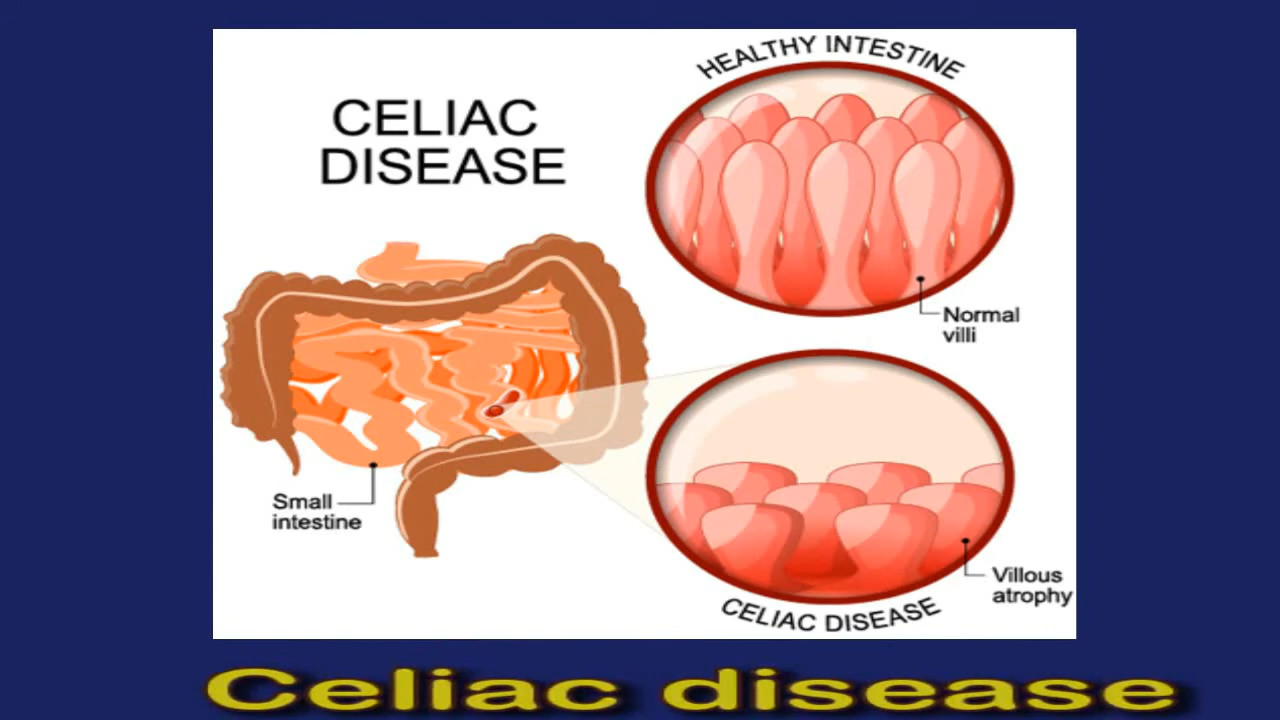 CELIAC
DISEASE
HEALTHY INTESTINE
Normal
villi
Small
intestine
Villous
atrophy
CELIAC DISEASE
Celiac disease